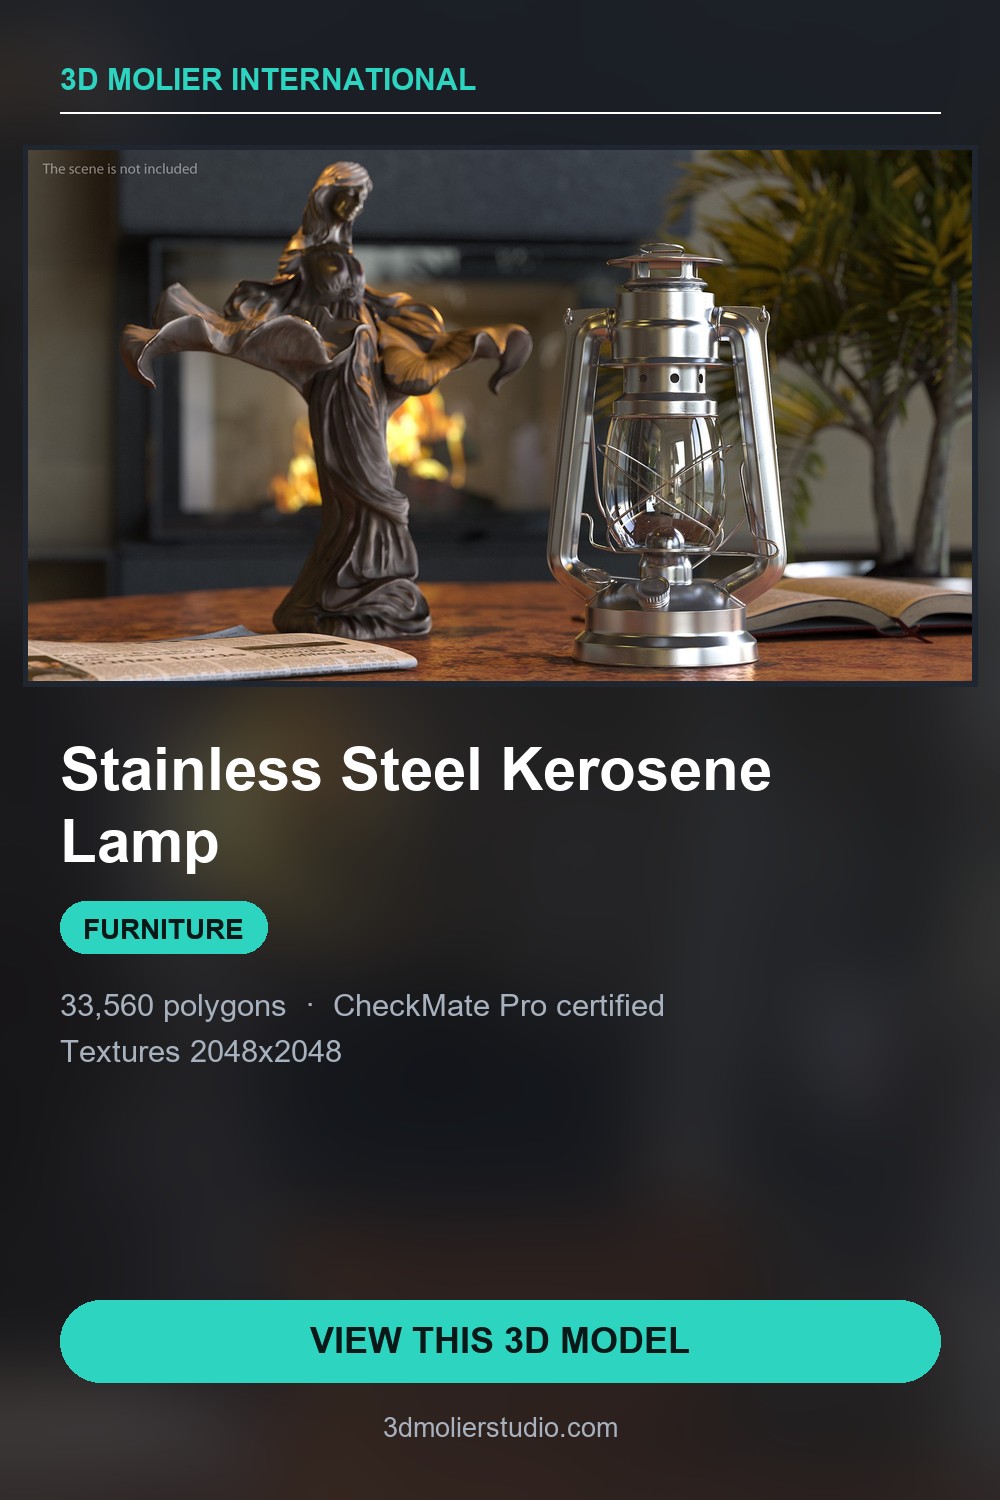 3D MOLIER INTERNATIONAL
The scene is not included
Stainless Steel Kerosene
Lamp
FURNITURE
33,560 polygons · CheckMate Pro certified
Textures 2048x2048
VIEW THIS 3D MODEL
3dmolierstudio.com